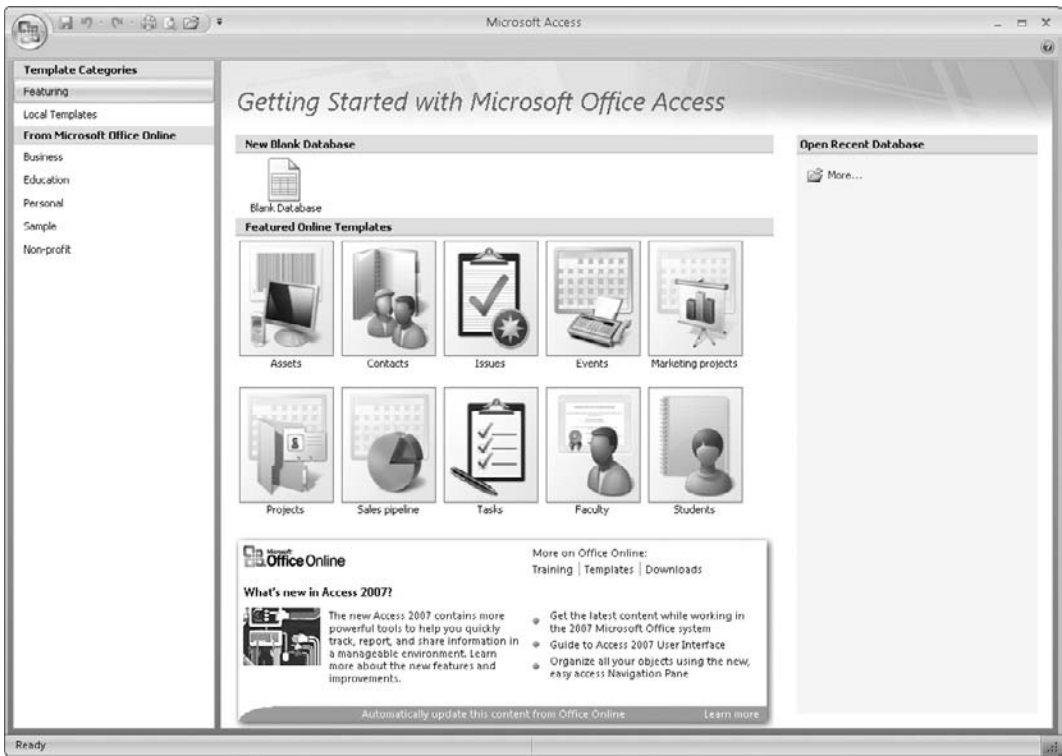 Microsoft Access
Template Categories
Featuring
Local Templates
From Microsoft Office Online
Business
Education
Personal
Sample
Non-profit
Getting Started with Microsoft Office Access
New Blank Database
Blank Database
Featured Online Templates
Assets
Contacts
Issues
Events
Marketing projects
Projects
Sales pipeline
Tasks
Faculty
Students
Microsoft
Office Online
More on Office Online:
Training | Templates | Downloads
What's new in Access 2007?
The new Access 2007 contains more
powerful tools to help you quickly
track, report, and share information in
a manageable environment. Learn
more about the new features and
improvements.
Get the latest content while working in
the 2007 Microsoft Office system
Guide to Access 2007 User Interface
Organize all your objects using the new,
easy access Navigation Pane
Automatically update this content from Office Online
Learn more
Open Recent Database
More...
Ready